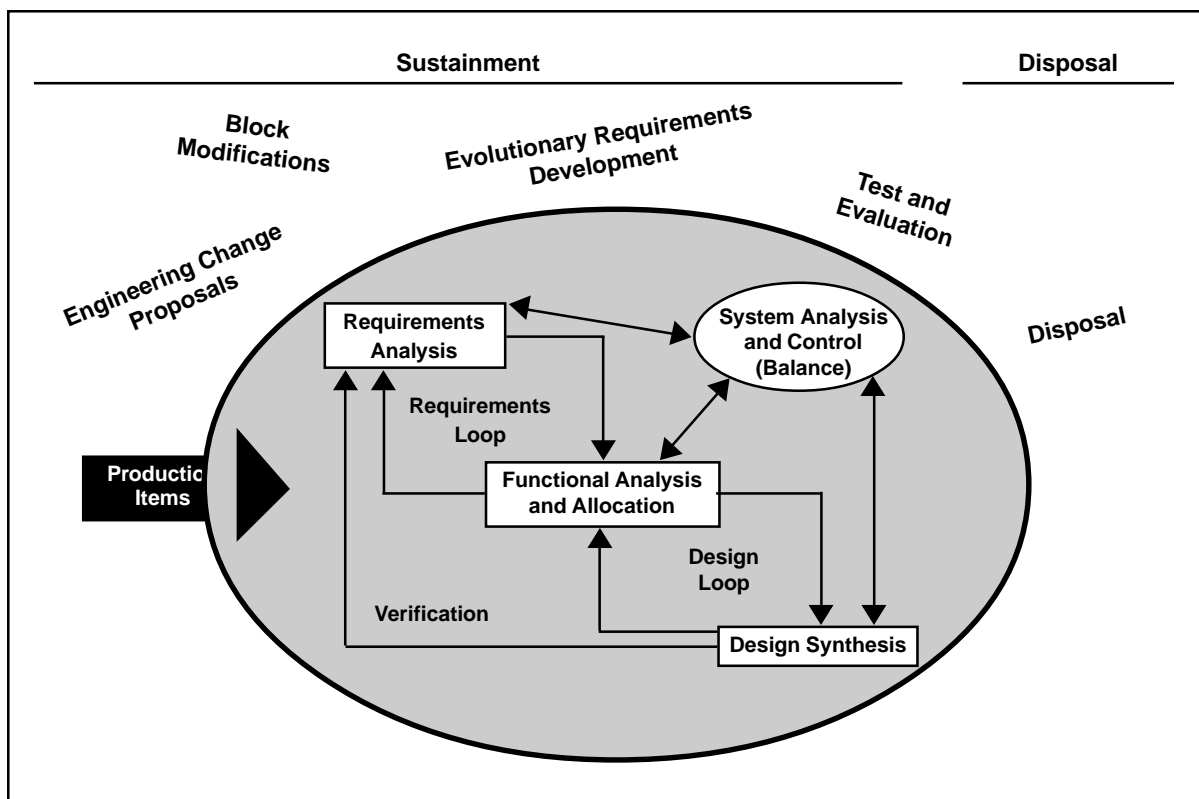 Sustainment
Disposal
Block
Modifications
Evolutionary Requirements
Development
Test and
Evaluation
Engineering Change
Proposals
Disposal
Requirements
Analysis
System Analysis
and Control
(Balance)
Requirements
Loop
Functional Analysis
and Allocation
Production
Items
Design
Loop
Verification
Design Synthesis